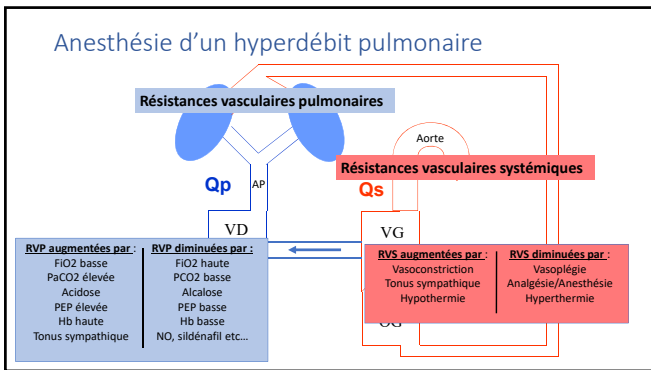 Anesthésie d'un hyperdébit pulmonaire
Résistances vasculaires pulmonaires
Aorte
Résistances vasculaires systémiques
Qp
AP
Qs
VD
VG
RVP augmentées par :
FiO2 basse
PaCO2 élevée
Acidose
PEP élevée
Hb haute
Tonus sympathique
RVP diminuées par :
FiO2 haute
PCO2 basse
Alcalose
PEP basse
Hb basse
NO, sildénafil etc…
RVS augmentées par :
Vasoconstriction
Tonus sympathique
Hypothermie
RVS diminuées par :
Vasoplégie
Analgésie/Anesthésie
Hyperthermie
OG